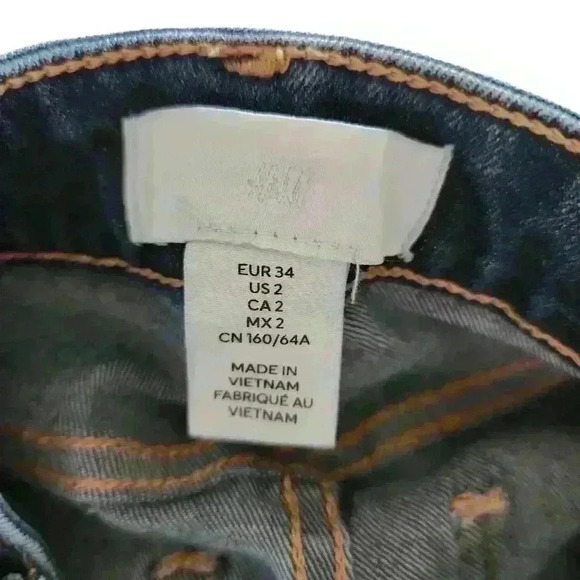 EUR 34
US 2
CA 2
MX 2
CN 160/64A
MADE IN
VIETNAM
FABRIQUÉ AU
VIETNAM